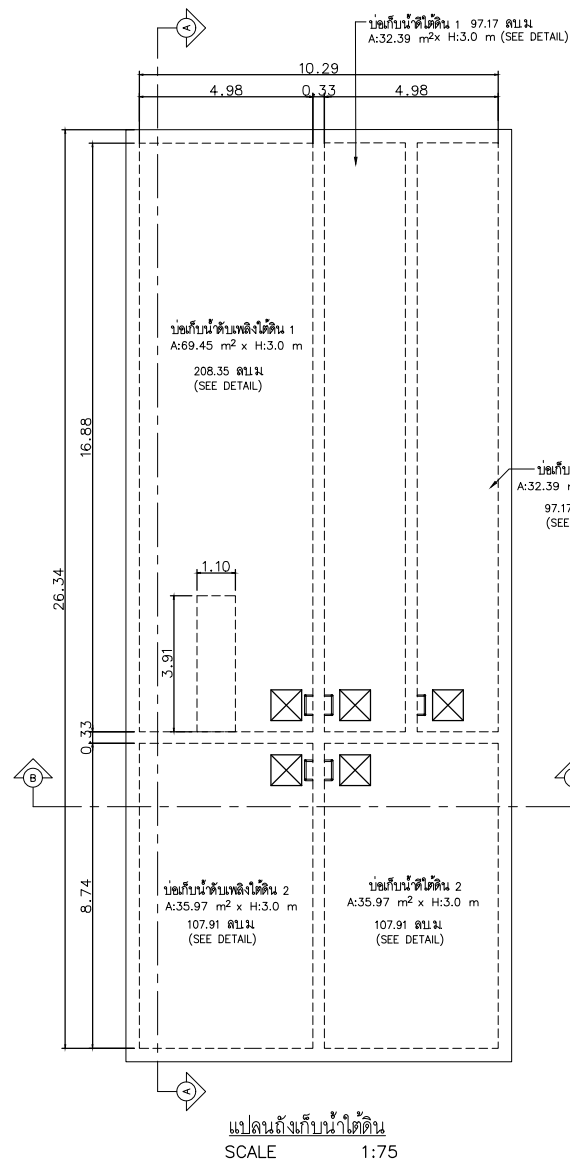 A
บ่อเก็บน้ำดีใต้ดิน 1 97.17 ลบ.ม
A:32.39 m²x H:3.0 m (SEE DETAIL)
10.29
4.98 0.33 4.98
บ่อเก็บน้ำดับเพลิงใต้ดิน 1
A:69.45 m² x H:3.0 m
208.35 ลบ.ม
(SEE DETAIL)
16.88
บ่อเก็บ
A:32.39
97.17
(SEE
26.34
1.10
3.91
0.33
B
8.74
บ่อเก็บน้ำดับเพลิงใต้ดิน 2
A:35.97 m² x H:3.0 m
107.91 ลบ.ม
(SEE DETAIL)
บ่อเก็บน้ำดีใต้ดิน 2
A:35.97 m² x H:3.0 m
107.91 ลบ.ม
(SEE DETAIL)
A
แปลนถังเก็บน้ำใต้ดิน
SCALE 1:75